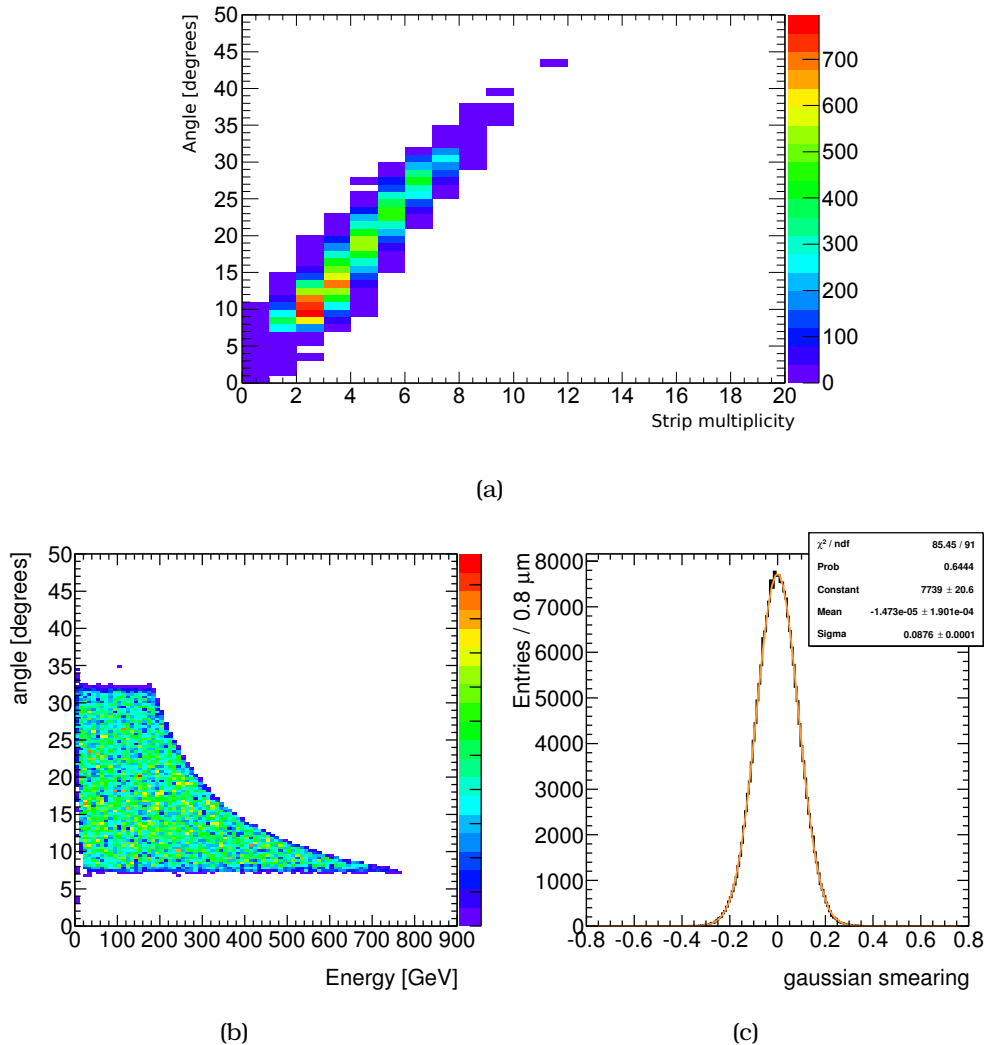 Angle [degrees]
50
45
40
35
30
25
20
15
10
5
0
0 2 4 6 8 10 12 14 16 18 20
Strip multiplicity
700
600
500
400
300
200
100
0
(a)
angle [degrees]
50
45
40
35
30
25
20
15
10
5
0
0 100 200 300 400 500 600 700 800 900
Energy [GeV]
(b)
Entries / 0.8 μm
8000
7000
6000
5000
4000
3000
2000
1000
0
-0.8 -0.6 -0.4 -0.2 0 0.2 0.4 0.6 0.8
gaussian smearing
χ² / ndf 85.45 / 91
Prob 0.6444
Constant 7739 ± 20.6
Mean -1.473e-05 ± 1.901e-04
Sigma 0.0876 ± 0.0001
(c)